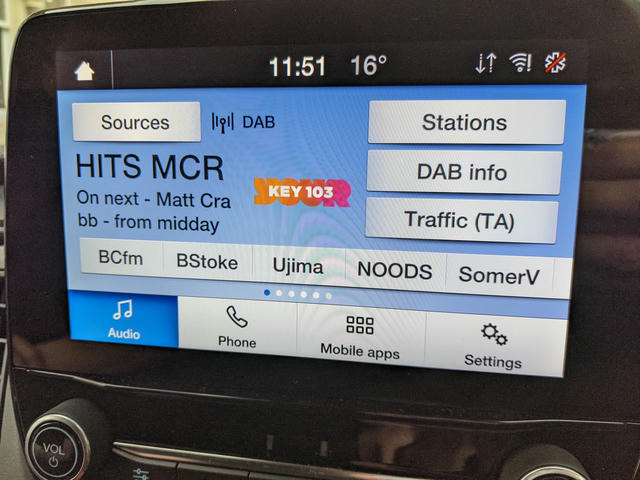 11:51 16°
Sources DAB Stations
HITS MCR
KEY 103
YOUR
DAB info
On next - Matt Cra
bb - from midday
Traffic (TA)
BCfm BStoke Ujima NOODS SomerV
Audio Phone Mobile apps Settings
VOL